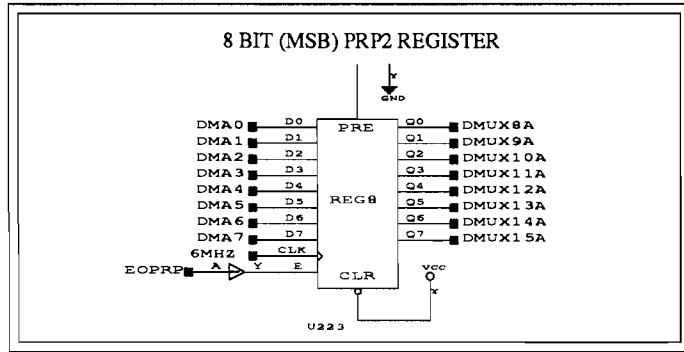 8 BIT (MSB) PRP2 REGISTER
Y
GND
DMA0 D0 PRE Q0 DMUX8A
DMA1 D1 Q1 DMUX9A
DMA2 D2 Q2 DMUX10A
DMA3 D3 Q3 DMUX11A
DMA4 D4 REG8 Q4 DMUX12A
DMA5 D5 Q5 DMUX13A
DMA6 D6 Q6 DMUX14A
DMA7 D7 Q7 DMUX15A
6MHZ CLK
EOPRP A Y E CLR VCC
Y
U223